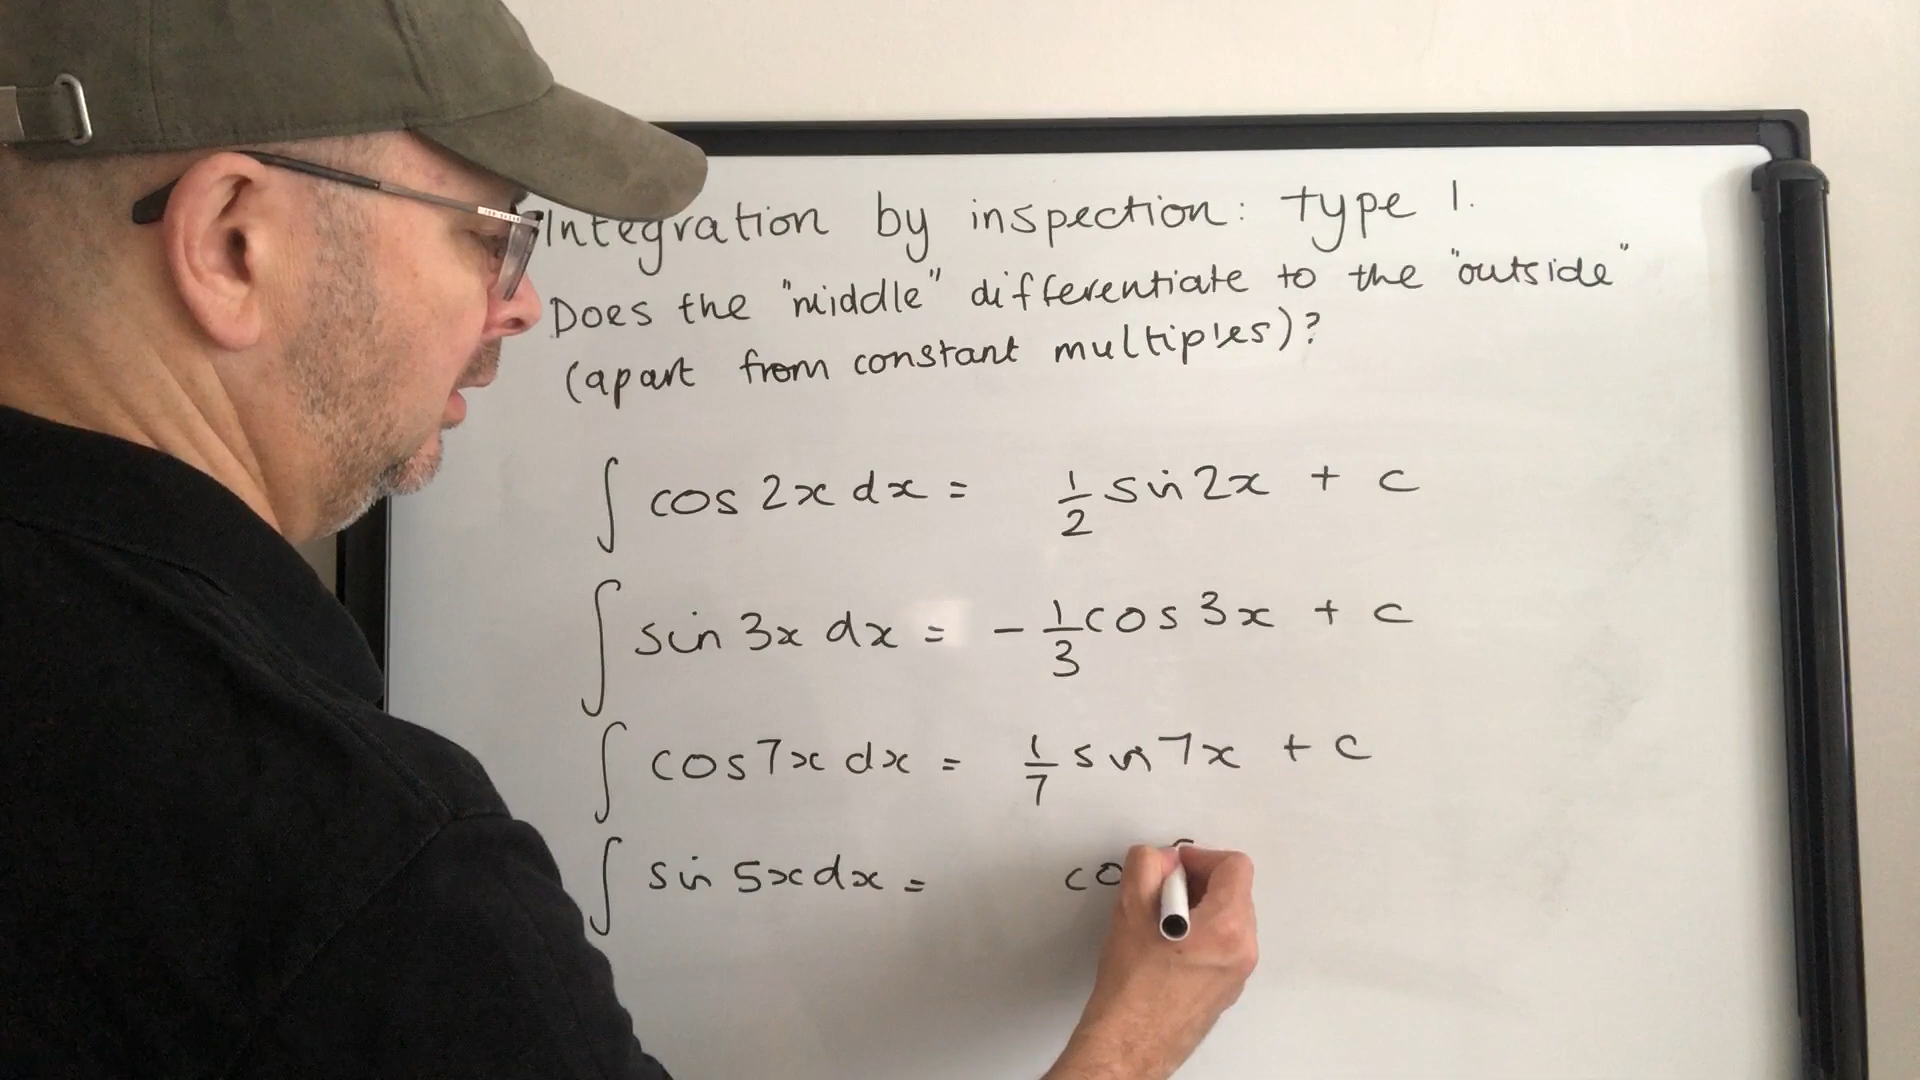 Integration by inspection: type 1.
Does the "middle" differentiate to the "outside"
(apart from constant multiples)?
∫ cos 2x dx = 1/2 sin 2x + c
∫ sin 3x dx = - 1/3 cos 3x + c
∫ cos 7x dx = 1/7 sin 7x + c
∫ sin 5x dx = co